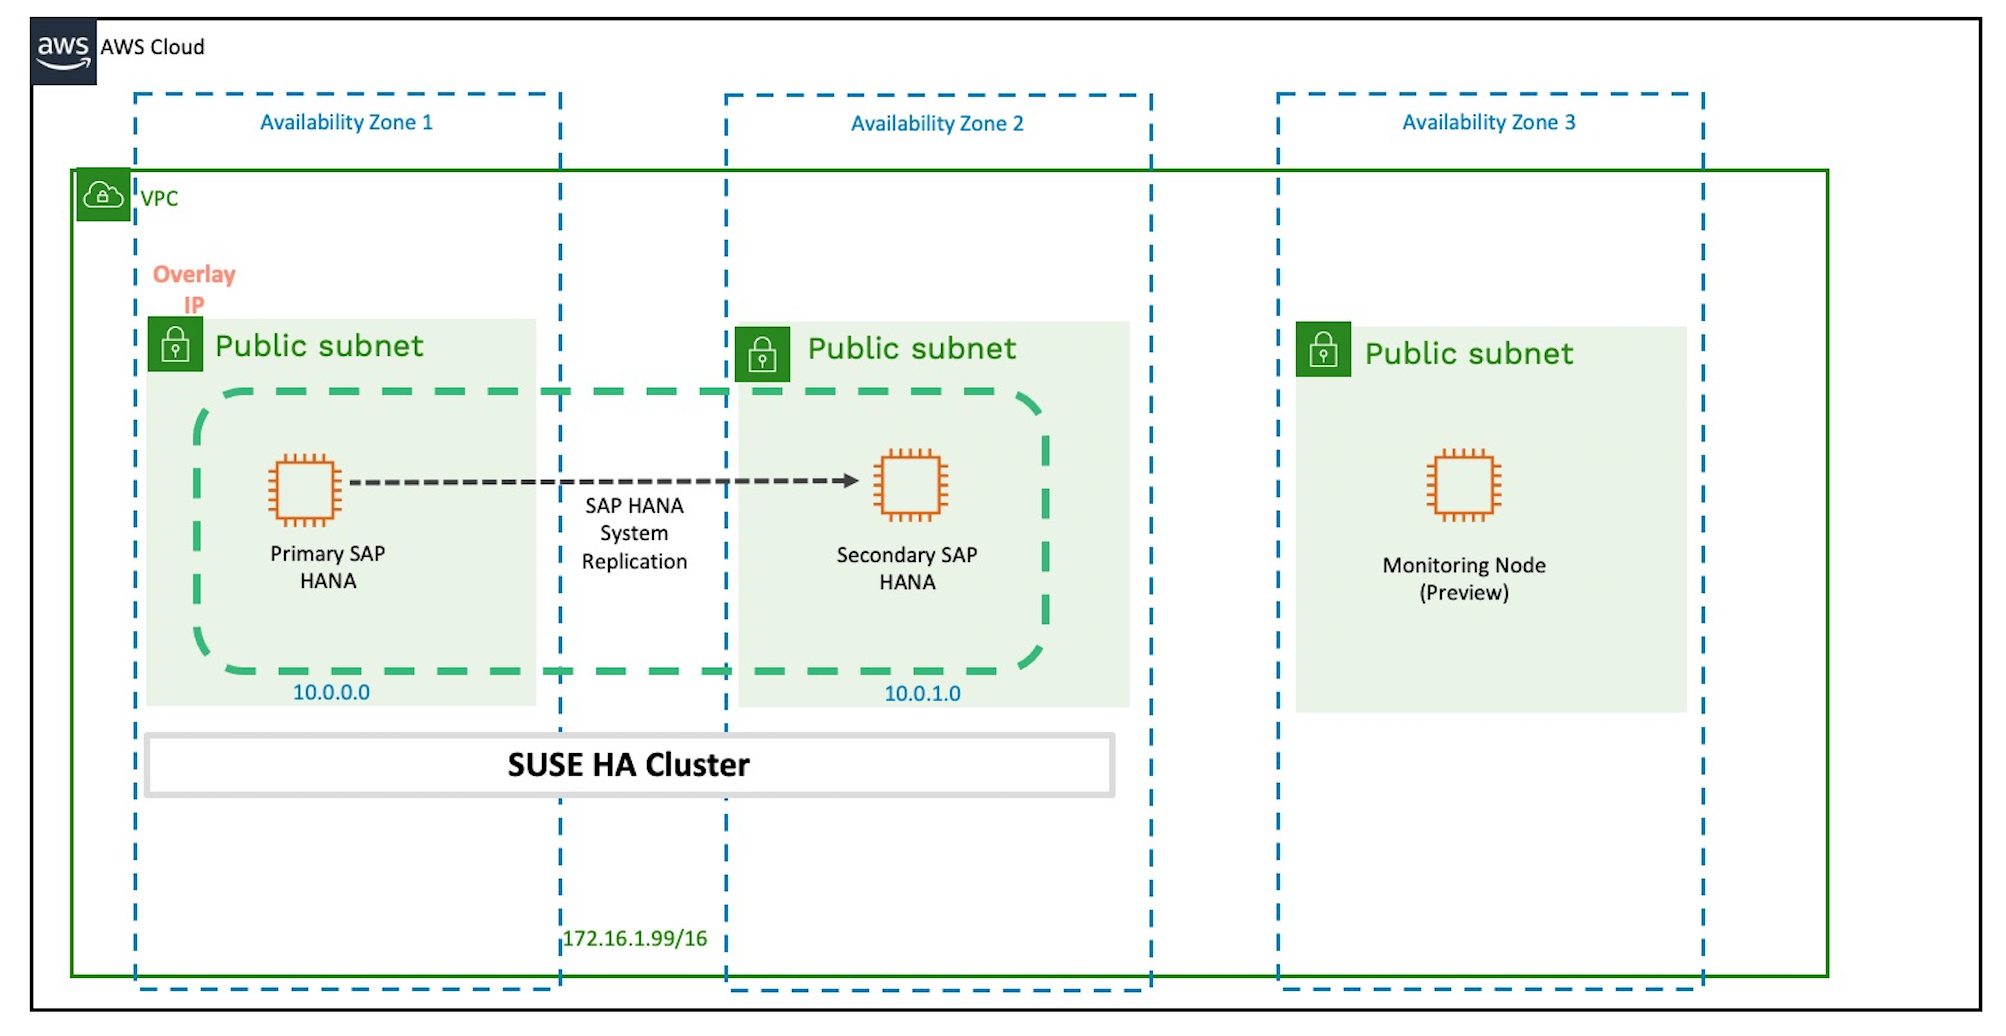 aws
AWS Cloud
Availability Zone 1
Availability Zone 2
Availability Zone 3
VPC
Overlay
IP
Public subnet
Public subnet
Public subnet
Primary SAP
HANA
SAP HANA
System
Replication
Secondary SAP
HANA
Monitoring Node
(Preview)
10.0.0.0
10.0.1.0
SUSE HA Cluster
172.16.1.99/16